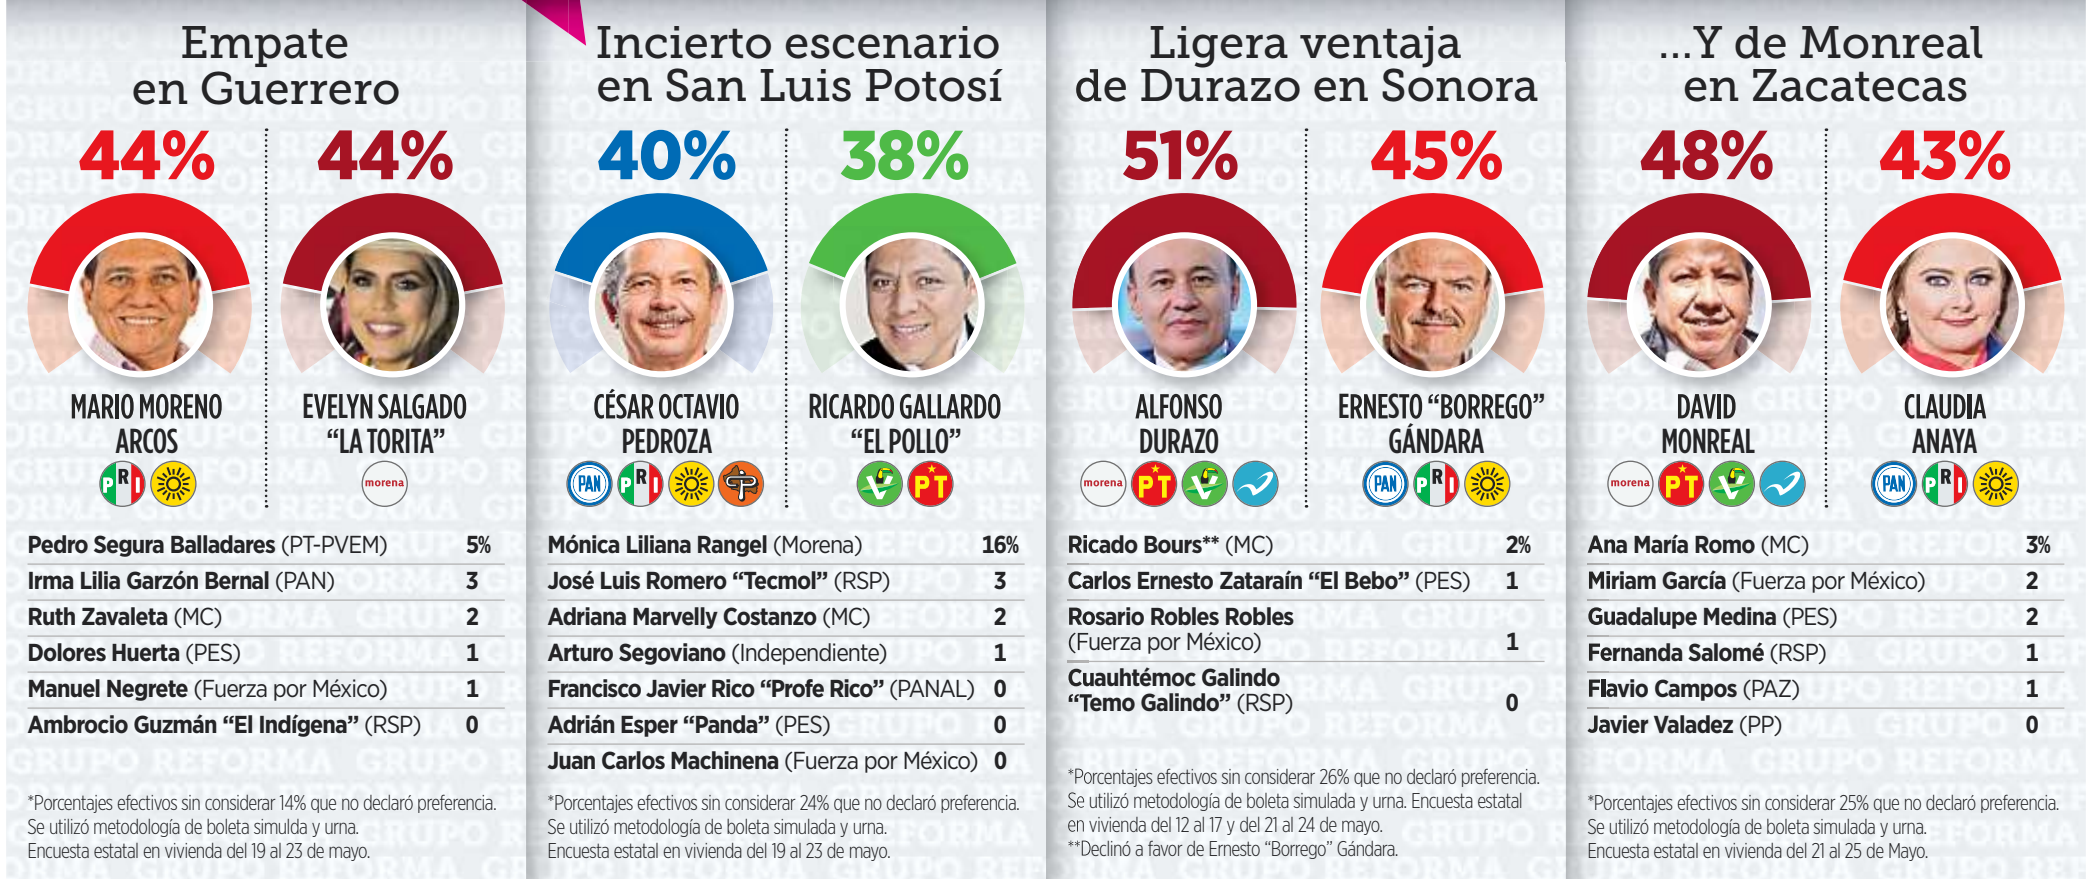 Empate
en Guerrero
44%
44%
MARIO MORENO
ARCOS
PRI
EVELYN SALGADO
“LA TORITA”
morena
Pedro Segura Balladares (PT-PVEM) 5%
Irma Lilia Garzón Bernal (PAN) 3
Ruth Zavaleta (MC) 2
Dolores Huerta (PES) 1
Manuel Negrete (Fuerza por México) 1
Ambrocio Guzmán “El Indígena” (RSP) 0
*Porcentajes efectivos sin considerar 14% que no declaró preferencia.
Se utilizó metodología de boleta simulda y urna.
Encuesta estatal en vivienda del 19 al 23 de mayo.
Incierto escenario
en San Luis Potosí
40%
38%
CÉSAR OCTAVIO
PEDROZA
PAN PRI CP
RICARDO GALLARDO
“EL POLLO”
V PT
Mónica Liliana Rangel (Morena) 16%
José Luis Romero “Tecmol” (RSP) 3
Adriana Marvelly Costanzo (MC) 2
Arturo Segoviano (Independiente) 1
Francisco Javier Rico “Profe Rico” (PANAL) 0
Adrián Esper “Panda” (PES) 0
Juan Carlos Machinena (Fuerza por México) 0
*Porcentajes efectivos sin considerar 24% que no declaró preferencia.
Se utilizó metodología de boleta simulada y urna.
Encuesta estatal en vivienda del 19 al 23 de mayo.
Ligera ventaja
de Durazo en Sonora
51%
45%
ALFONSO
DURAZO
morena PT V
ERNESTO “BORREGO”
GÁNDARA
PAN PRI
Ricado Bours** (MC) 2%
Carlos Ernesto Zataraín “El Bebo” (PES) 1
Rosario Robles Robles
(Fuerza por México) 1
Cuauhtémoc Galindo
“Temo Galindo” (RSP) 0
*Porcentajes efectivos sin considerar 26% que no declaró preferencia.
Se utilizó metodología de boleta simulada y urna. Encuesta estatal
en vivienda del 12 al 17 y del 21 al 24 de mayo.
**Declinó a favor de Ernesto “Borrego” Gándara.
...Y de Monreal
en Zacatecas
48%
43%
DAVID
MONREAL
morena PT V
CLAUDIA
ANAYA
PAN PRI
Ana María Romo (MC) 3%
Miriam García (Fuerza por México) 2
Guadalupe Medina (PES) 2
Fernanda Salomé (RSP) 1
Flavio Campos (PAZ) 1
Javier Valadez (PP) 0
*Porcentajes efectivos sin considerar 25% que no declaró preferencia.
Se utilizó metodología de boleta simulada y urna.
Encuesta estatal en vivienda del 21 al 25 de Mayo.